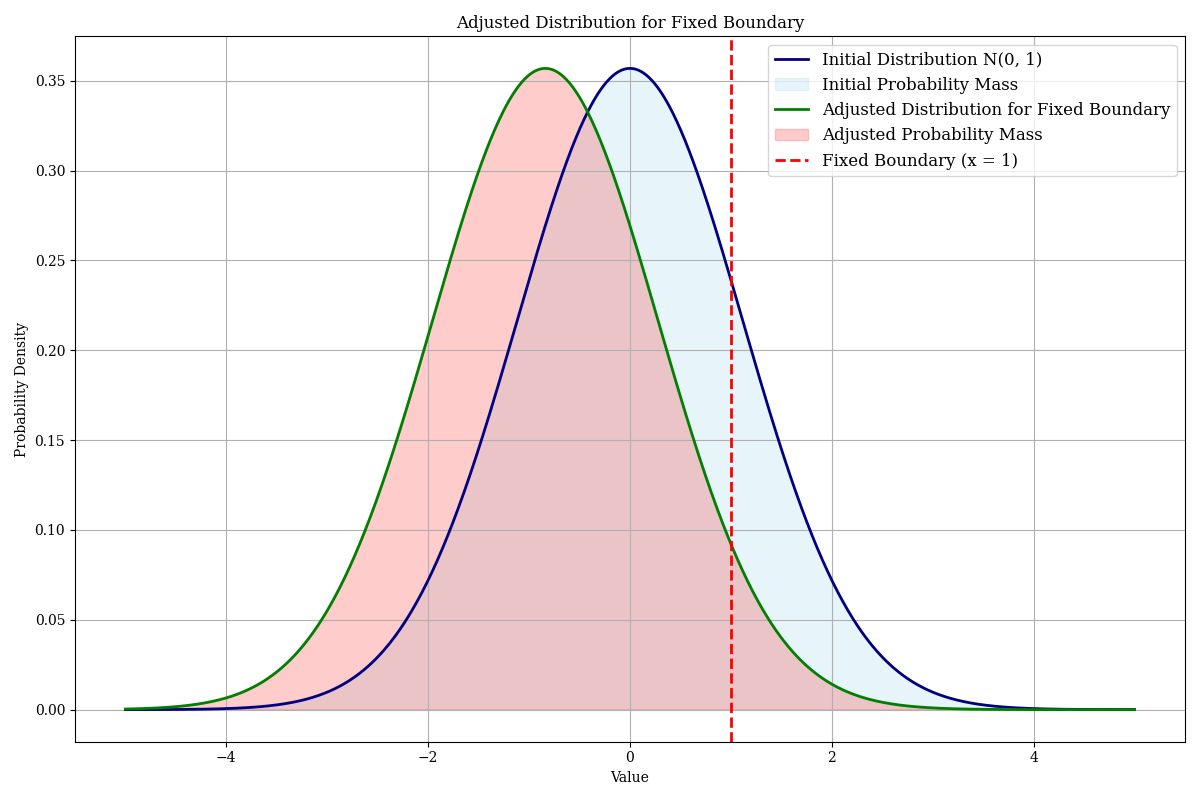 Adjusted Distribution for Fixed Boundary
Initial Distribution N(0, 1)
Initial Probability Mass
Adjusted Distribution for Fixed Boundary
Adjusted Probability Mass
Fixed Boundary (x = 1)
Probability Density
0.35
0.30
0.25
0.20
0.15
0.10
0.05
0.00
−4 −2 0 2 4
Value